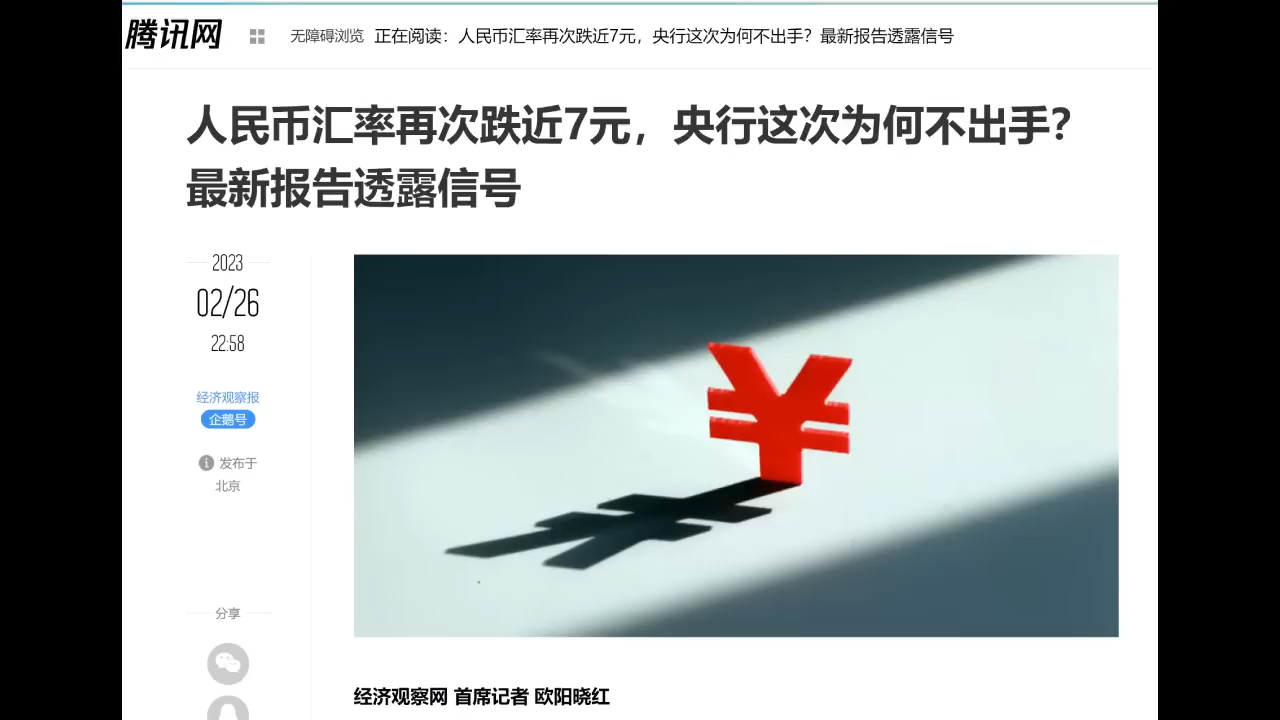 腾讯网 无障碍浏览 正在阅读：人民币汇率再次跌近7元，央行这次为何不出手？最新报告透露信号
人民币汇率再次跌近7元，央行这次为何不出手？
最新报告透露信号
2023
02/26
22:58
经济观察报
企鹅号
发布于
北京
分享
经济观察网 首席记者 欧阳晓红